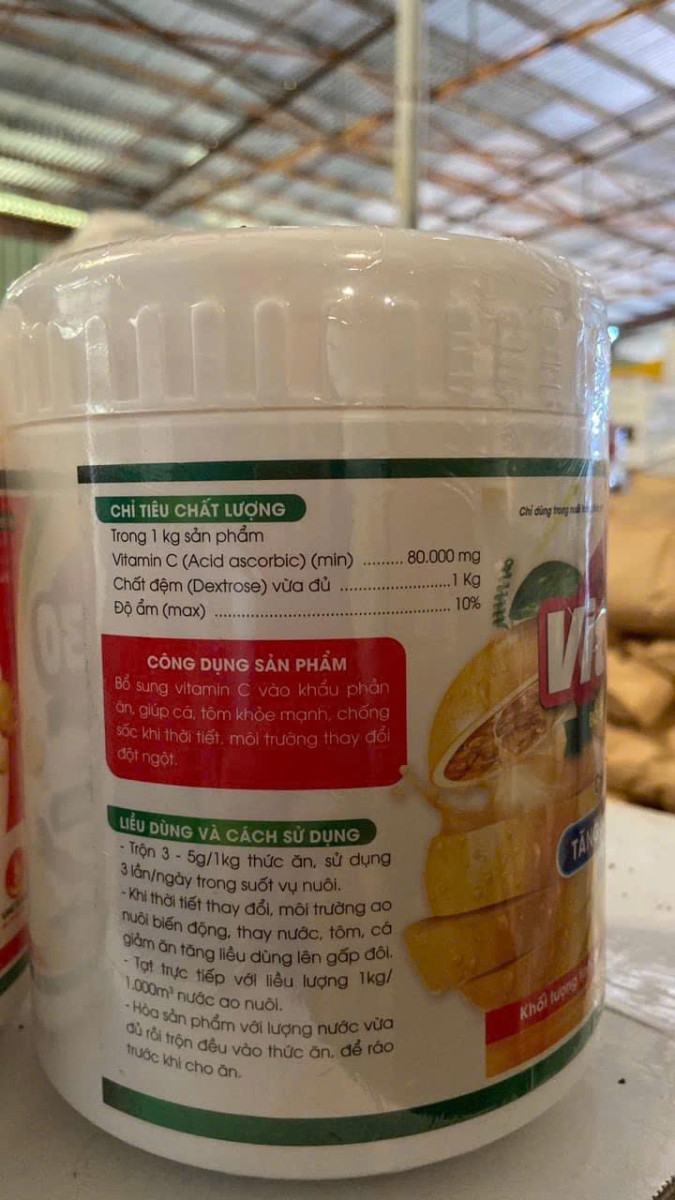 CHỈ TIÊU CHẤT LƯỢNG
Trong 1 kg sản phẩm
Vitamin C (Acid ascorbic) (min) ......... 80.000 mg
Chất đệm (Dextrose) vừa đủ ........................1 Kg
Độ ẩm (max) .................................................. 10%
CÔNG DỤNG SẢN PHẨM
Bổ sung vitamin C vào khẩu phần
ăn, giúp cá, tôm khỏe mạnh, chống
sốc khi thời tiết, môi trường thay đổi
đột ngột.
LIỀU DÙNG VÀ CÁCH SỬ DỤNG
- Trộn 3 - 5g/1kg thức ăn, sử dụng
3 lần/ngày trong suốt vụ nuôi.
- Khi thời tiết thay đổi, môi trường ao
nuôi biến động, thay nước, tôm, cá
giảm ăn tăng liều dùng lên gấp đôi.
- Tạt trực tiếp với liều lượng 1kg/
1.000m³ nước ao nuôi.
- Hòa sản phẩm với lượng nước vừa
đủ rồi trộn đều vào thức ăn, để ráo
trước khi cho ăn.
Chỉ dùng trong nuôi
Khối lượng
30